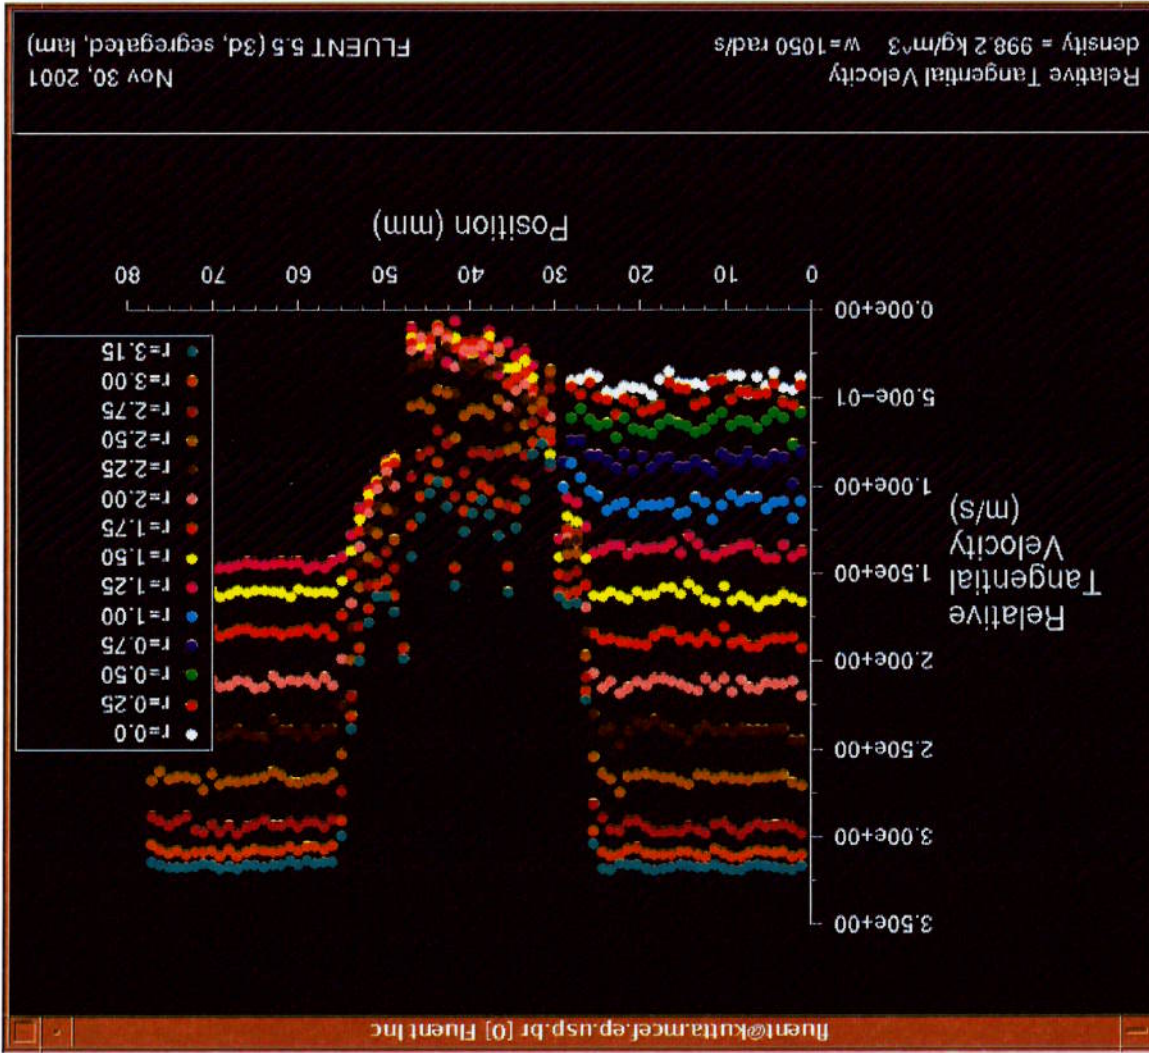 fluent@kutta.mcef.ep.usp.br [0] Fluent Inc
r=0.0
r=0.25
r=0.50
r=0.75
r=1.00
r=1.25
r=1.50
r=1.75
r=2.00
r=2.25
r=2.50
r=2.75
r=3.00
r=3.15
3.50e+00
3.00e+00
2.50e+00
2.00e+00
1.50e+00
1.00e+00
5.00e-01
0.00e+00
Relative
Tangential
Velocity
(m/s)
0 10 20 30 40 50 60 70 80
Position (mm)
Relative Tangential Velocity
density = 998.2 kg/m^3 w=1050 rad/s
Nov 30, 2001
FLUENT 5.5 (3d, segregated, lam)